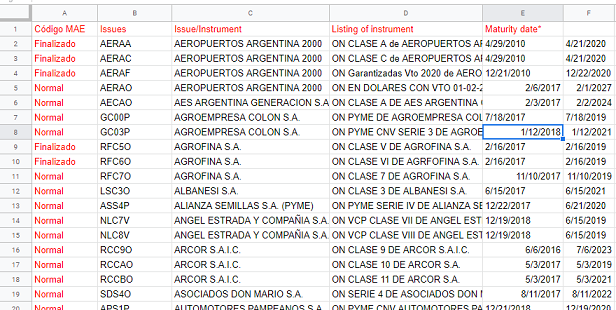 A B C D E F
1 Código MAE Issues Issue/Instrument Listing of instrument Maturity date*
2 Finalizado AERAA AEROPUERTOS ARGENTINA 2000 ON CLASE A de AEROPUERTOS AR 4/29/2010 4/21/2020
3 Finalizado AERAC AEROPUERTOS ARGENTINA 2000 ON CLASE C de AEROPUERTOS AR 4/29/2010 4/21/2020
4 Finalizado AERAF AEROPUERTOS ARGENTINA 2000 ON Garantizadas Vto 2020 de AERO 12/21/2010 12/22/2020
5 Normal AERAO AEROPUERTOS ARGENTINA 2000 ON EN DOLARES CON VTO 01-02-2 2/6/2017 2/1/2027
6 Normal AECAO AES ARGENTINA GENERACION S.A ON CLASE A DE AES ARGENTINA G 2/3/2017 2/2/2024
7 Normal GC00P AGROEMPRESA COLON S.A. ON PYME DE AGROEMPRESA COL 7/18/2017 7/18/2019
8 Normal GC03P AGROEMPRESA COLON S.A. ON PYME CNV SERIE 3 DE AGROE 1/12/2018 1/12/2021
9 Finalizado RFC5O AGROFINA S.A. ON CLASE V DE AGROFINA S.A. 2/16/2017 2/16/2019
10 Finalizado RFC6O AGROFINA S.A. ON CLASE VI DE AGRFOFINA S.A. 2/16/2017 2/16/2019
11 Normal RFC7O AGROFINA S.A. ON CLASE 7 DE AGROFINA S.A. 11/10/2017 11/10/2019
12 Normal LSC3O ALBANESI S.A. ON CLASE 3 DE ALBANESI S.A. 6/15/2017 6/15/2021
13 Normal ASS4P ALIANZA SEMILLAS S.A. (PYME) ON PYME SERIE IV DE ALIANZA SE 12/22/2017 6/21/2020
14 Normal NLC7V ANGEL ESTRADA Y COMPAÑIA S.A. ON VCP CLASE VII DE ANGEL EST 12/19/2018 6/15/2019
15 Normal NLC8V ANGEL ESTRADA Y COMPAÑIA S.A. ON VCP CLASE VIII DE ANGEL EST 12/19/2018 6/15/2019
16 Normal RCC9O ARCOR S.A.I.C. ON CLASE 9 DE ARCOR S.A.I.C. 6/6/2016 7/6/2023
17 Normal RCCAO ARCOR S.A.I.C. ON CLASE 10 DE ARCOR S.A. 5/3/2017 5/3/2019
18 Normal RCCBO ARCOR S.A.I.C. ON CLASE 11 DE ARCOR S.A. 5/3/2017 5/3/2021
19 Normal SDS4O ASOCIADOS DON MARIO S.A. ON SERIE 4 DE ASOCIADOS DON M 8/11/2017 8/11/2022
20 Normal APS1P AUTOMOTORES PAMPEANOS S.A. ON PYME CNV AUTOMOTORES PAM 12/21/2018 12/19/2020